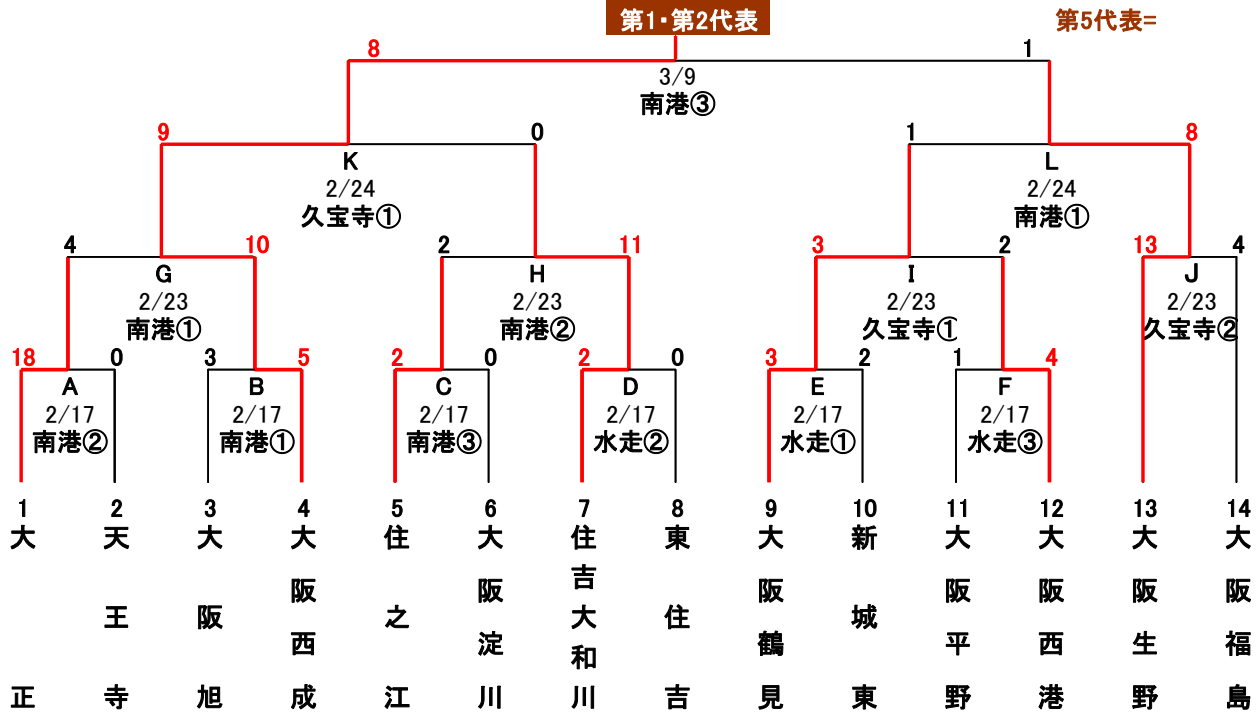 第1・第2代表
第5代表=
8 1
3/9
南港③
9 0 1 8
K L
2/24 2/24
久宝寺① 南港①
4 10 2 11 3 2 13 4
G H I J
2/23 2/23 2/23 2/23
南港① 南港② 久宝寺① 久宝寺②
18 0 3 5 2 0 2 0 3 2 1 4
A B C D E F
2/17 2/17 2/17 2/17 2/17 2/17
南港② 南港① 南港③ 水走② 水走① 水走③
1 2 3 4 5 6 7 8 9 10 11 12 13 14
大正
天王寺
大阪旭
大阪西成
住之江
大阪淀川
住吉大和川
東住吉
大阪鶴見
新城東
大阪平野
大阪西港
大阪生野
大阪福島